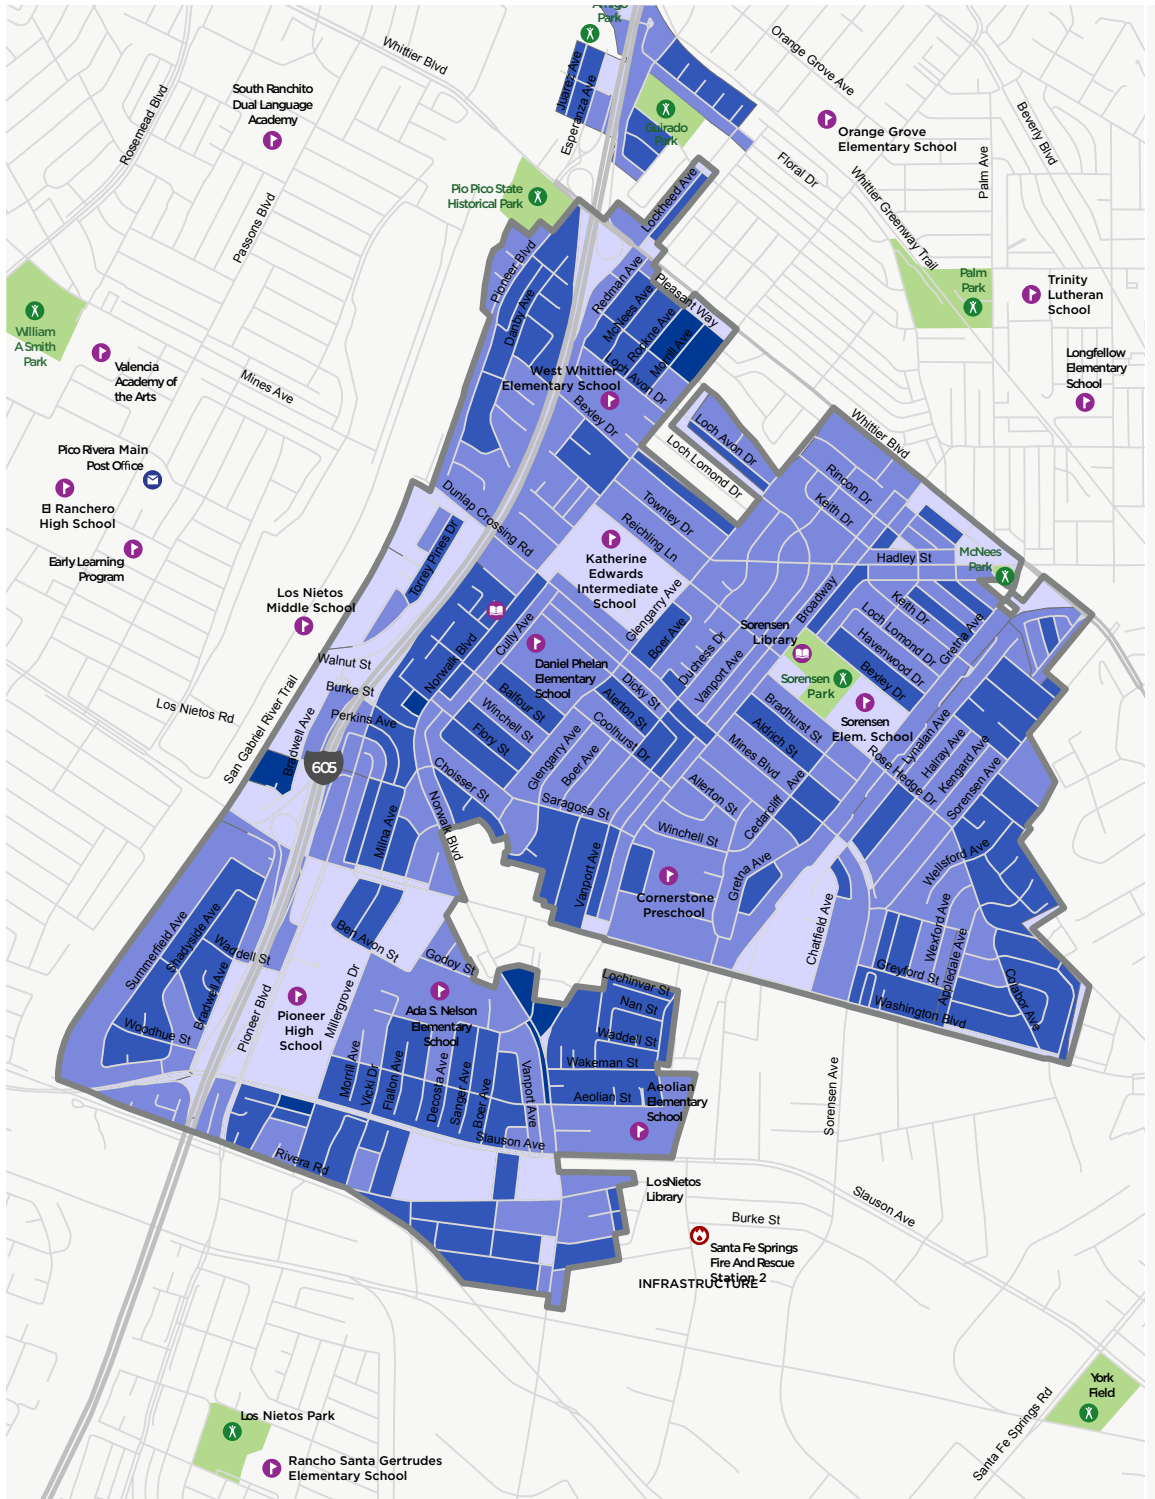 Amigo
Park
Whittier Blvd
Orange Grove Ave
Rosemead Blvd
South Ranchito
Dual Language
Academy
Juarez Ave
Esperanza Ave
Guirado
Park
Orange Grove
Elementary School
Beverly Blvd
Palm Ave
Floral Dr
Whittier Greenway Trail
Pio Pico State
Historical Park
Lockheed Ave
Passons Blvd
Pioneer Blvd
Palm
Park
Trinity
Lutheran
School
William
A Smith
Park
Danby Ave
Redman Ave
McNees Ave
Rockne Ave
Morrill Ave
Pleasant Way
Loch Avon Dr
Longfellow
Elementary
School
Valencia
Academy of
the Arts
Mines Ave
West Whittier
Elementary School
Bexley Dr
Loch Avon Dr
Loch Lomond Dr
Whittier Blvd
Pico Rivera Main
Post Office
El Ranchero
High School
Early Learning
Program
Dunlap Crossing Rd
Torrey Pines Dr
Townley Dr
Reichling Ln
Rincon Dr
Keith Dr
Hadley St
McNees
Park
Katherine
Edwards
Intermediate
School
Los Nietos
Middle School
Glengarry Ave
Boer Ave
Broadway
Keith Dr
Loch Lomond Dr
Havenwood Dr
Bexley Dr
Gretna Ave
Sorensen
Library
Sorensen
Park
Sorensen
Elem. School
Walnut St
Burke St
Perkins Ave
Norwalk Blvd
Cully Ave
Daniel Phelan
Elementary
School
Duchess Dr
Vanport Ave
Dicky St
Alerton St
Coolhurst Dr
Balfour St
Winchell St
Flory St
Bradhurst St
Aldrich St
Mines Blvd
Los Nietos Rd
San Gabriel River Trail
Bradwell Ave
605
Glengarry Ave
Boer Ave
Choisser St
Saragosa St
Allerton St
Cedarcliff Ave
Rose Hedge Dr
Lynalan Ave
Halray Ave
Kengard Ave
Sorensen Ave
Milna Ave
Norwalk Blvd
Winchell St
Vanport Ave
Gretna Ave
Wellsford Ave
Cornerstone
Preschool
Chatfield Ave
Wexford Ave
Appledale Ave
Greyford St
Washington Blvd
Colabor Ave
Summerfield Ave
Shadyside Ave
Waddell St
Bradwell Ave
Woodhue St
Pioneer Blvd
Ben Avon St
Godoy St
Millergrove Dr
Pioneer
High
School
Ada S. Nelson
Elementary
School
Lochinvar St
Nan St
Waddell St
Wakeman St
Aeolian St
Aeolian
Elementary
School
Morrill Ave
Vicki Dr
Flallon Ave
Decosta Ave
Sanger Ave
Boer Ave
Vanport Ave
Slauson Ave
Sorensen Ave
Rivera Rd
Los Nietos
Library
Slauson Ave
Burke St
Santa Fe Springs
Fire And Rescue
Station 2
INFRASTRUCTURE
York
Field
Los Nietos Park
Rancho Santa Gertrudes
Elementary School
Santa Fe Springs Rd